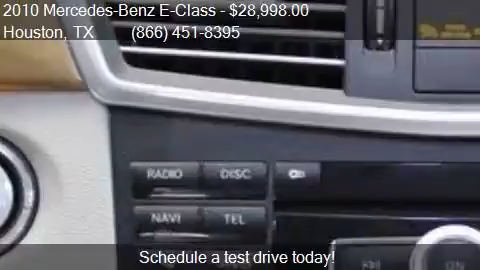 2010 Mercedes-Benz E-Class - $28,998.00
Houston, TX (866) 451-8395
RADIO DISC
NAVI TEL
ON
Schedule a test drive today!